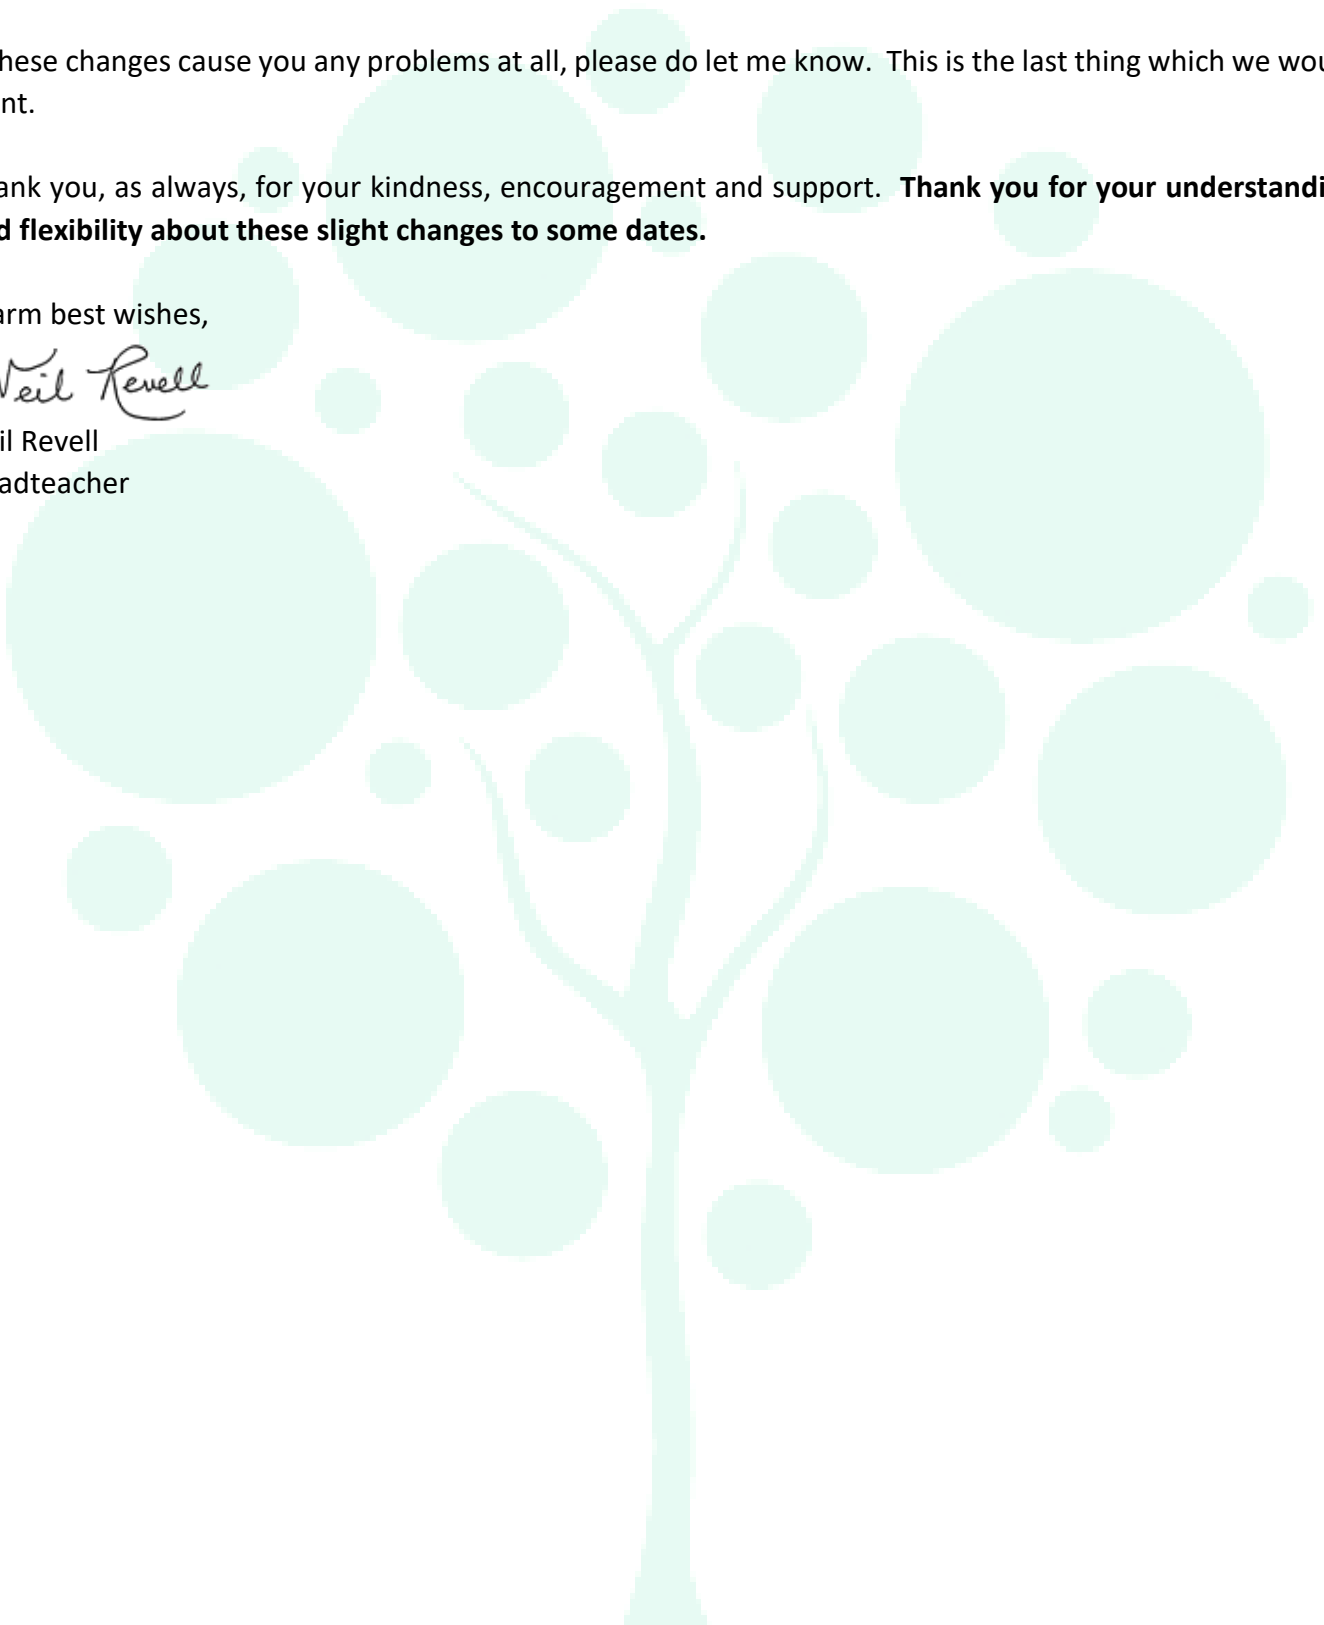 hese changes cause you any problems at all, please do let me know.  This is the last thing which we wou
nt.
ank you, as always, for your kindness, encouragement and support.  Thank you for your understandi
d flexibility about these slight changes to some dates.
arm best wishes,
Neil Revell
il Revell
adteacher